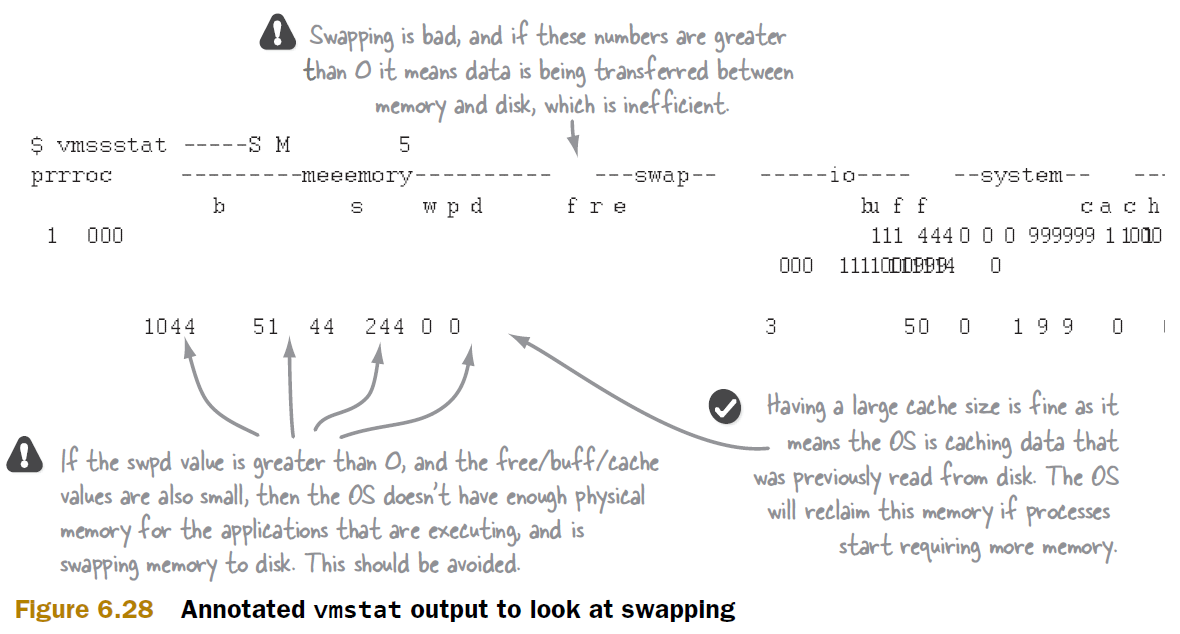 Swapping is bad, and if these numbers are greater
than 0 it means data is being transferred between
memory and disk, which is inefficient.
$ vmssstat -----S M 5
prrroc ---------meeemory---------- ---swap-- -----io---- --system-- ---
b s w p d f r e bu f f c a c h
1 000 111 444 0 0 0 999999 1
000 0
1044 51 44 244 0 0 3 50 0 1 9 9 0
Having a large cache size is fine as it
means the OS is caching data that
was previously read from disk. The OS
will reclaim this memory if processes
start requiring more memory.
If the swpd value is greater than 0, and the free/buff/cache
values are also small, then the OS doesn't have enough physical
memory for the applications that are executing, and is
swapping memory to disk. This should be avoided.
Figure 6.28 Annotated vmstat output to look at swapping